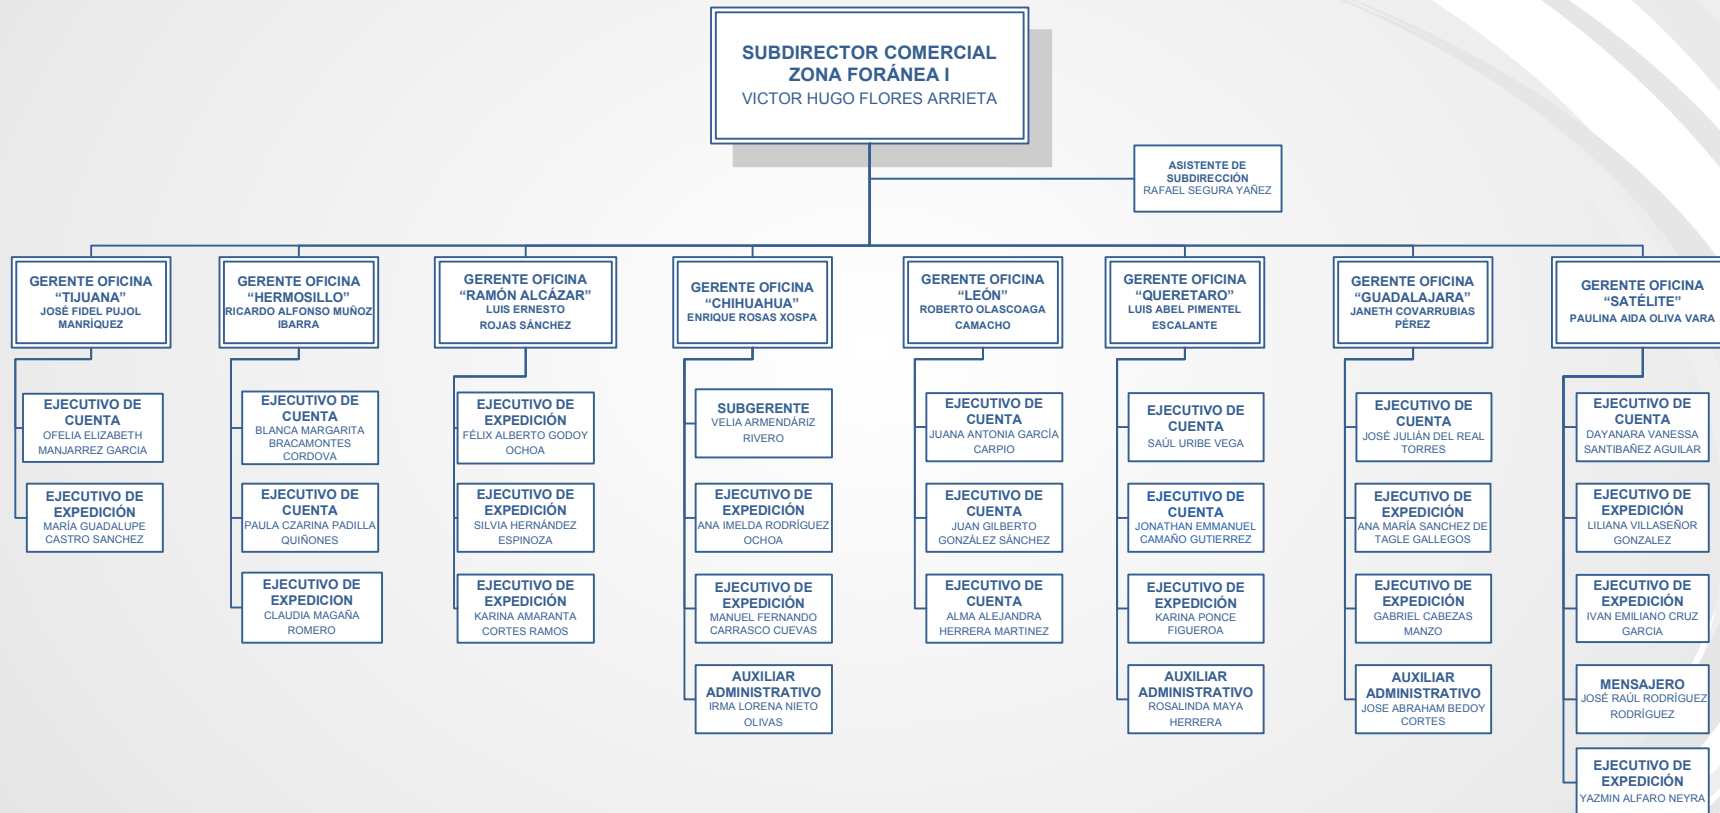 SUBDIRECTOR COMERCIAL
ZONA FORÁNEA I
VICTOR HUGO FLORES ARRIETA
ASISTENTE DE
SUBDIRECCIÓN
RAFAEL SEGURA YAÑEZ
GERENTE OFICINA
“TIJUANA”
JOSÉ FIDEL PUJOL
MANRÍQUEZ
EJECUTIVO DE
CUENTA
OFELIA ELIZABETH
MANJARREZ GARCIA
EJECUTIVO DE
EXPEDICIÓN
MARÍA GUADALUPE
CASTRO SANCHEZ
GERENTE OFICINA
“HERMOSILLO”
RICARDO ALFONSO MUÑOZ
IBARRA
EJECUTIVO DE
CUENTA
BLANCA MARGARITA
BRACAMONTES
CORDOVA
EJECUTIVO DE
CUENTA
PAULA CZARINA PADILLA
QUIÑONES
EJECUTIVO DE
EXPEDICION
CLAUDIA MAGAÑA
ROMERO
GERENTE OFICINA
“RAMÓN ALCÁZAR”
LUIS ERNESTO
ROJAS SÁNCHEZ
EJECUTIVO DE
EXPEDICIÓN
FÉLIX ALBERTO GODOY
OCHOA
EJECUTIVO DE
EXPEDICIÓN
SILVIA HERNÁNDEZ
ESPINOZA
EJECUTIVO DE
EXPEDICIÓN
KARINA AMARANTA
CORTES RAMOS
GERENTE OFICINA
“CHIHUAHUA”
ENRIQUE ROSAS XOSPA
SUBGERENTE
VELIA ARMENDÁRIZ
RIVERO
EJECUTIVO DE
EXPEDICIÓN
ANA IMELDA RODRÍGUEZ
OCHOA
EJECUTIVO DE
EXPEDICIÓN
MANUEL FERNANDO
CARRASCO CUEVAS
AUXILIAR
ADMINISTRATIVO
IRMA LORENA NIETO
OLIVAS
GERENTE OFICINA
“LEÓN”
ROBERTO OLASCOAGA
CAMACHO
EJECUTIVO DE
CUENTA
JUANA ANTONIA GARCÍA
CARPIO
EJECUTIVO DE
CUENTA
JUAN GILBERTO
GONZÁLEZ SÁNCHEZ
EJECUTIVO DE
CUENTA
ALMA ALEJANDRA
HERRERA MARTINEZ
GERENTE OFICINA
“QUERETARO”
LUIS ABEL PIMENTEL
ESCALANTE
EJECUTIVO DE
CUENTA
SAÚL URIBE VEGA
EJECUTIVO DE
CUENTA
JONATHAN EMMANUEL
CAMAÑO GUTIERREZ
EJECUTIVO DE
EXPEDICIÓN
KARINA PONCE
FIGUEROA
AUXILIAR
ADMINISTRATIVO
ROSALINDA MAYA
HERRERA
GERENTE OFICINA
“GUADALAJARA”
JANETH COVARRUBIAS
PÉREZ
EJECUTIVO DE
CUENTA
JOSÉ JULIÁN DEL REAL
TORRES
EJECUTIVO DE
EXPEDICIÓN
ANA MARÍA SANCHEZ DE
TAGLE GALLEGOS
EJECUTIVO DE
EXPEDICIÓN
GABRIEL CABEZAS
MANZO
AUXILIAR
ADMINISTRATIVO
JOSE ABRAHAM BEDOY
CORTES
GERENTE OFICINA
“SATÉLITE”
PAULINA AIDA OLIVA VARA
EJECUTIVO DE
CUENTA
DAYANARA VANESSA
SANTIBAÑEZ AGUILAR
EJECUTIVO DE
EXPEDICIÓN
LILIANA VILLASEÑOR
GONZALEZ
EJECUTIVO DE
EXPEDICIÓN
IVAN EMILIANO CRUZ
GARCIA
MENSAJERO
JOSÉ RAÚL RODRÍGUEZ
RODRÍGUEZ
EJECUTIVO DE
EXPEDICIÓN
YAZMIN ALFARO NEYRA